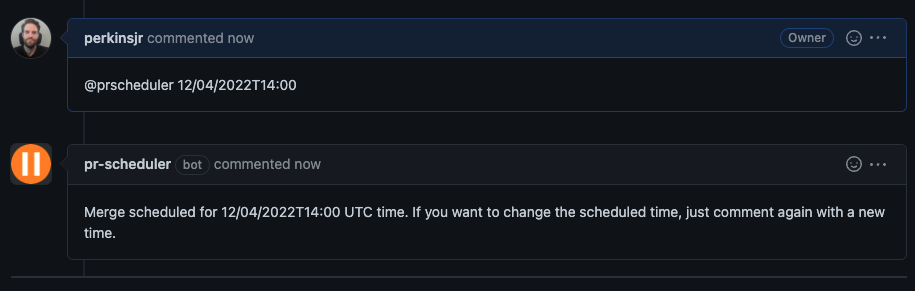 perkinsjr commented now
Owner
@prscheduler 12/04/2022T14:00
pr-scheduler bot commented now
Merge scheduled for 12/04/2022T14:00 UTC time. If you want to change the scheduled time, just comment again with a new
time.